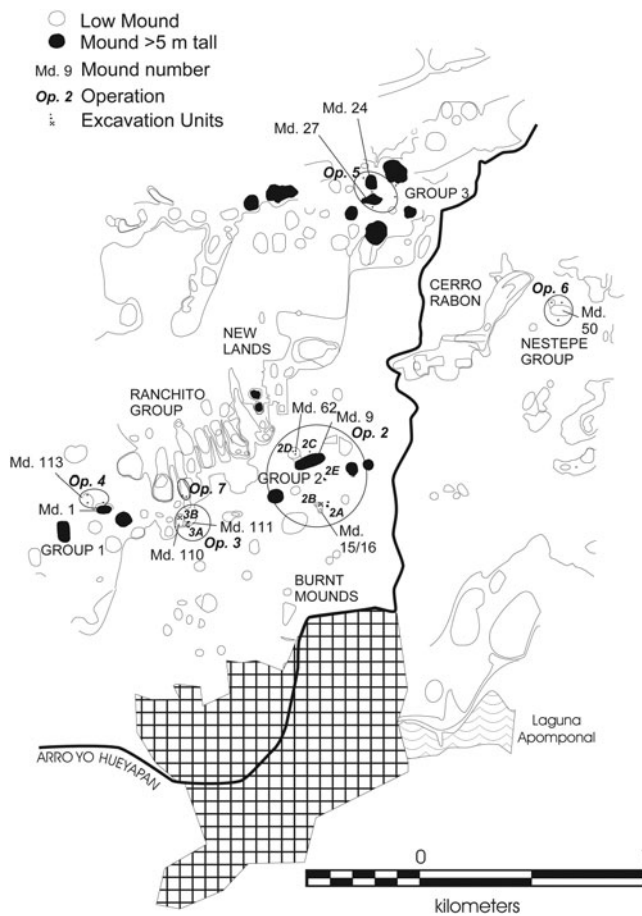 Low Mound
Mound >5 m tall
Md. 9 Mound number
Op. 2 Operation
Excavation Units
Md. 24
Md. 27
Op. 5
GROUP 3
CERRO
RABON
Op. 6
Md.
50
NESTEPE
GROUP
NEW
LANDS
RANCHITO
GROUP
Md. 62
Md. 9
2D
2C
Op. 2
Md. 113
Op. 4
Op. 7
GROUP 2
2E
Md. 1
3B
2B
2A
Md. 111
GROUP 1
3A
Md. 110
Op. 3
Md.
15/16
BURNT
MOUNDS
Laguna
Apomponal
ARROYO HUEYAPAN
0
kilometers